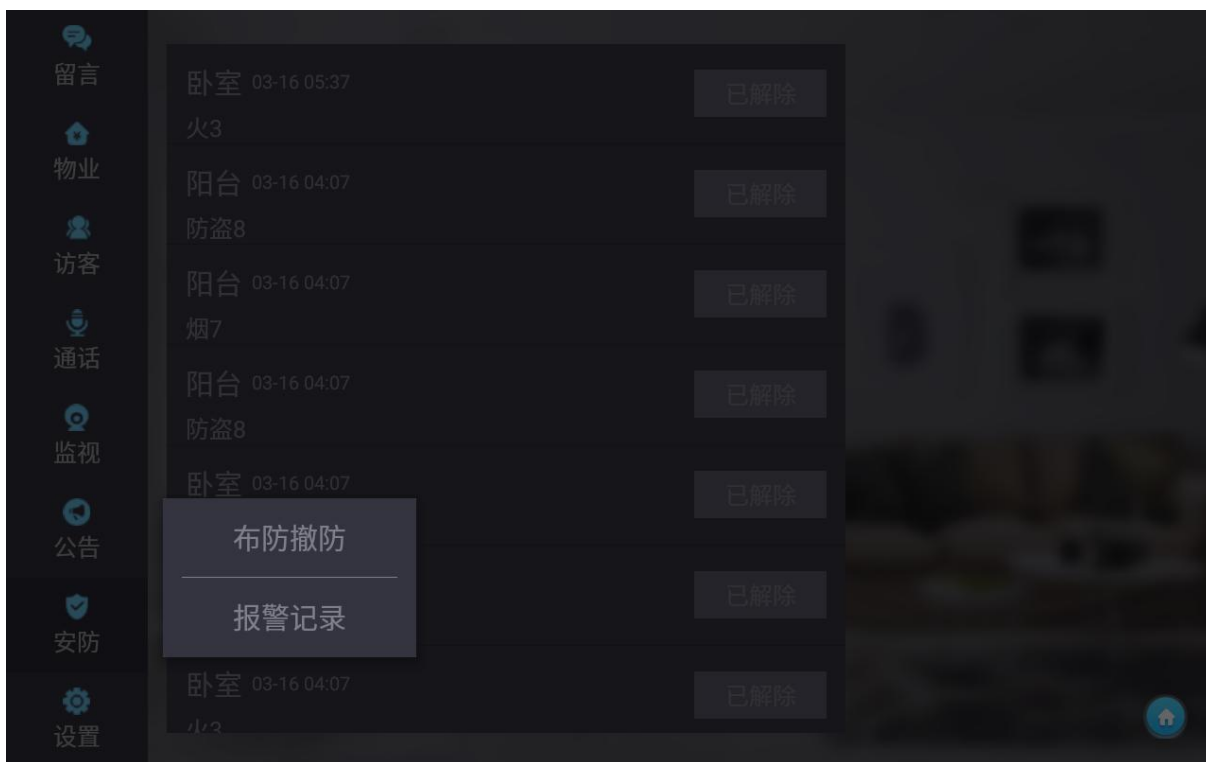 留言
物业
访客
通话
监视
公告
安防
设置
卧室 03-16 05:37
已解除
火3
阳台 03-16 04:07
已解除
防盗8
阳台 03-16 04:07
已解除
烟7
阳台 03-16 04:07
已解除
防盗8
卧室 03-16 04:07
已解除
布防撤防
报警记录
已解除
卧室 03-16 04:07
已解除
火3